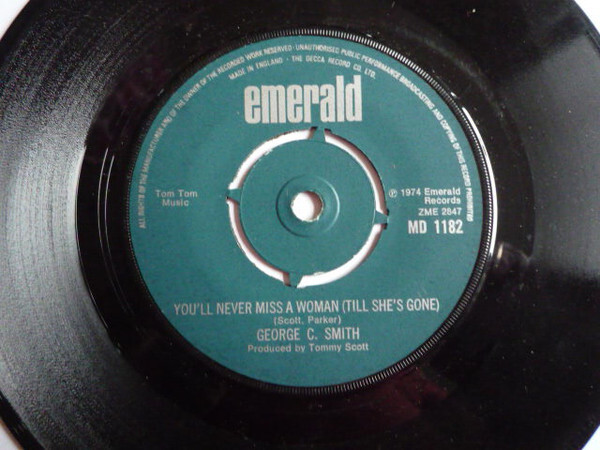 ALL RIGHTS OF THE MANUFACTURER AND OF THE OWNER OF THE RECORDED WORK RESERVED · UNAUTHORISED PUBLIC PERFORMANCE BROADCASTING AND COPYING OF THIS RECORD PROHIBITED
MADE IN ENGLAND · THE DECCA RECORD CO. LTD.
emerald
Tom Tom
Music
℗ 1974 Emerald
Records
ZME 2647
MD 1182
YOU'LL NEVER MISS A WOMAN (TILL SHE'S GONE)
(Scott, Parker)
GEORGE C. SMITH
Produced by Tommy Scott